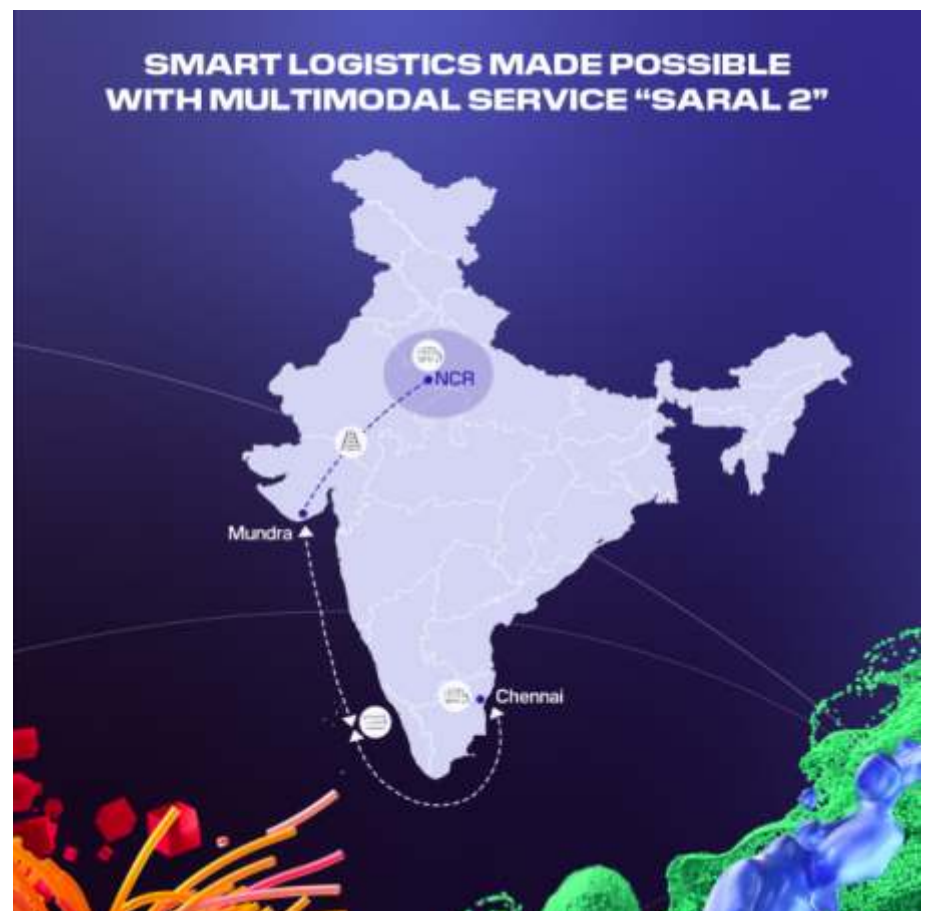 SMART LOGISTICS MADE POSSIBLE
WITH MULTIMODAL SERVICE “SARAL 2”
NCR
Mundra
Chennai